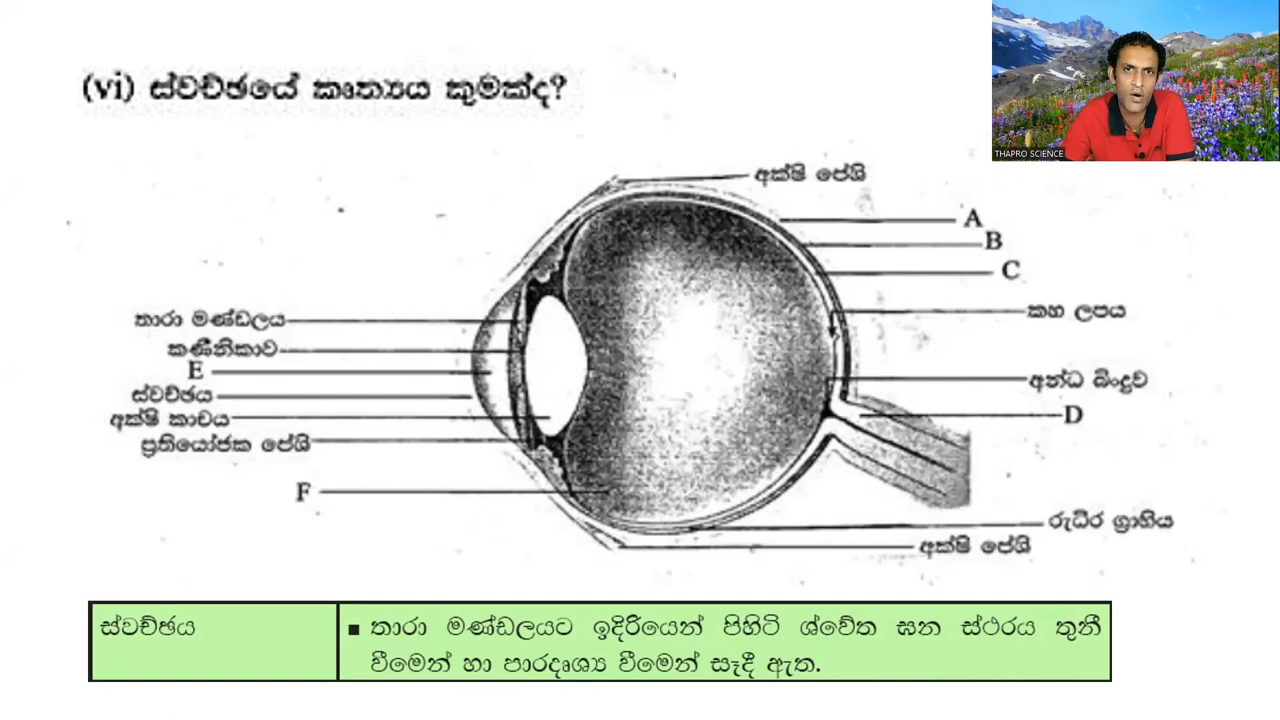 (vi) ස්වච්ඡයේ කෘත්‍යය කුමක්ද?
THAPRO SCIENCE
අක්ෂි පේශි
A
B
C
කහ ලපය
තාරා මණ්ඩලය
කණීනිකාව
E
ස්වච්ඡය
අක්ෂි කාචය
ප්‍රතියෝජක පේශි
අන්ධ බිංදුව
D
F
රුධිර ග්‍රාහිය
අක්ෂි පේශි
ස්වච්ඡය
▪ තාරා මණ්ඩලයට ඉදිරියෙන් පිහිටි ශ්වේත ඝන ස්ථරය තුනී
වීමෙන් හා පාරදෘශ්‍ය වීමෙන් සෑදී ඇත.